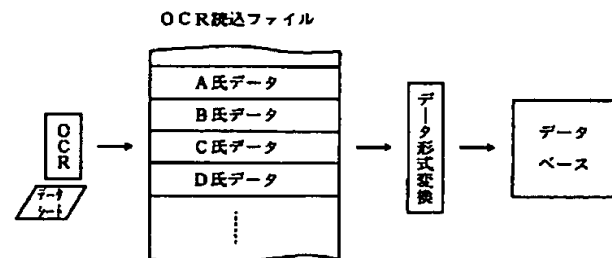 OCR読込ファイル
A氏データ
B氏データ
C氏データ
D氏データ
OCR
データ
シート
データ形式変換
データ
ベース